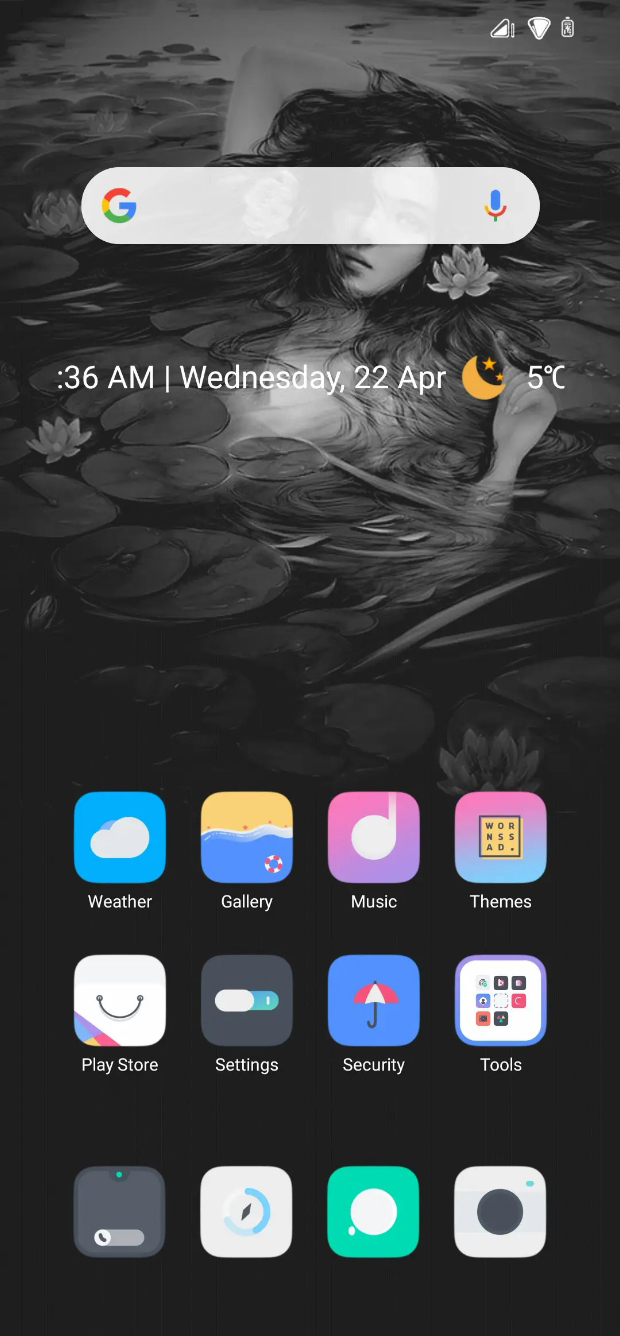 :36 AM | Wednesday, 22 Apr 5℃
Weather
Gallery
Music
Themes
WOR
NSS
AD.
Play Store
Settings
Security
Tools